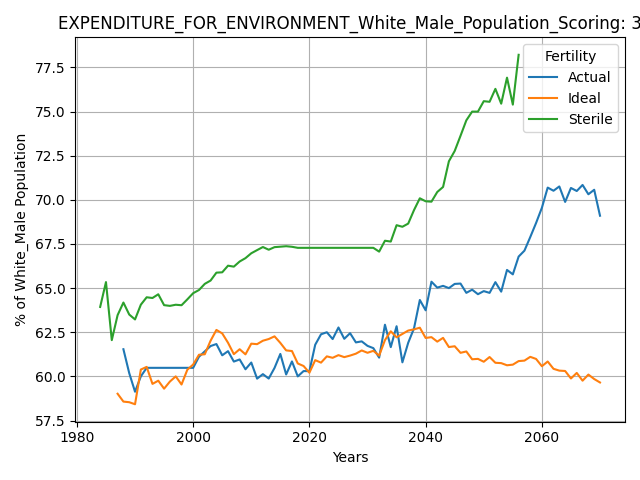 EXPENDITURE_FOR_ENVIRONMENT_White_Male_Population_Scoring: 3
Fertility
Actual
Ideal
Sterile
% of White_Male Population
77.5
75.0
72.5
70.0
67.5
65.0
62.5
60.0
57.5
1980 2000 2020 2040 2060
Years